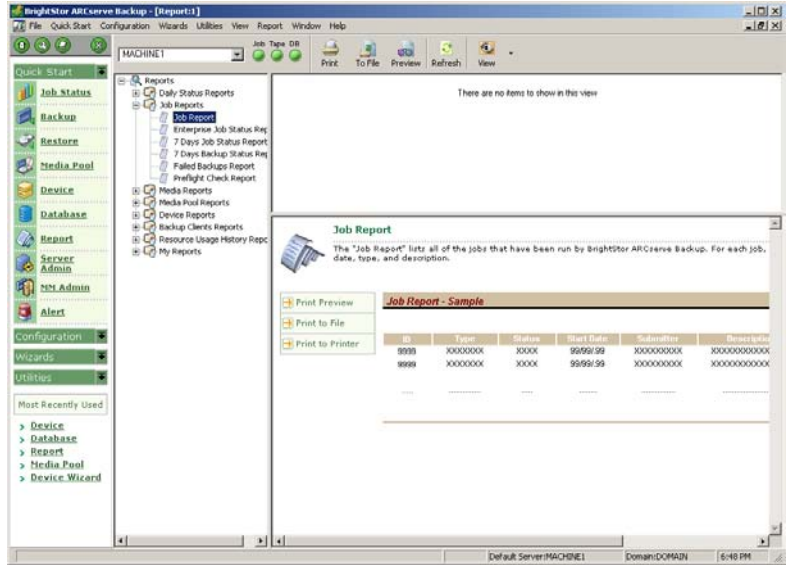 BrightStor ARCserve Backup - [Report:1]
File Quick Start Configuration Wizards Utilities View Report Window Help
MACHINE1
Job Tape DB
Print To File Preview Refresh View
Quick Start
Job Status
Backup
Restore
Media Pool
Device
Database
Report
Server Admin
MM Admin
Alert
Configuration
Wizards
Utilities
Most Recently Used
Device
Database
Report
Media Pool
Device Wizard
Reports
Daily Status Reports
Job Reports
Job Report
Enterprise Job Status Rep
7 Days Job Status Report
7 Days Backup Status Rep
Failed Backups Report
Preflight Check Report
Media Reports
Media Pool Reports
Device Reports
Backup Clients Reports
Resource Usage History Repo
My Reports
There are no items to show in this view
Job Report
The "Job Report" lists all of the jobs that have been run by BrightStor ARCserve Backup. For each job,
date, type, and description.
Print Preview
Print to File
Print to Printer
Job Report - Sample
ID Type Status Start Date Submitter Description
9999 XXXXXXX XXXX 99/99/.99 XXXXXXXXX XXXXXXXXXXX
9999 XXXXXXX XXXX 99/99/.99 XXXXXXXXX XXXXXXXXXXX
Default Server:MACHINE1 Domain:DOMAIN 6:48 PM